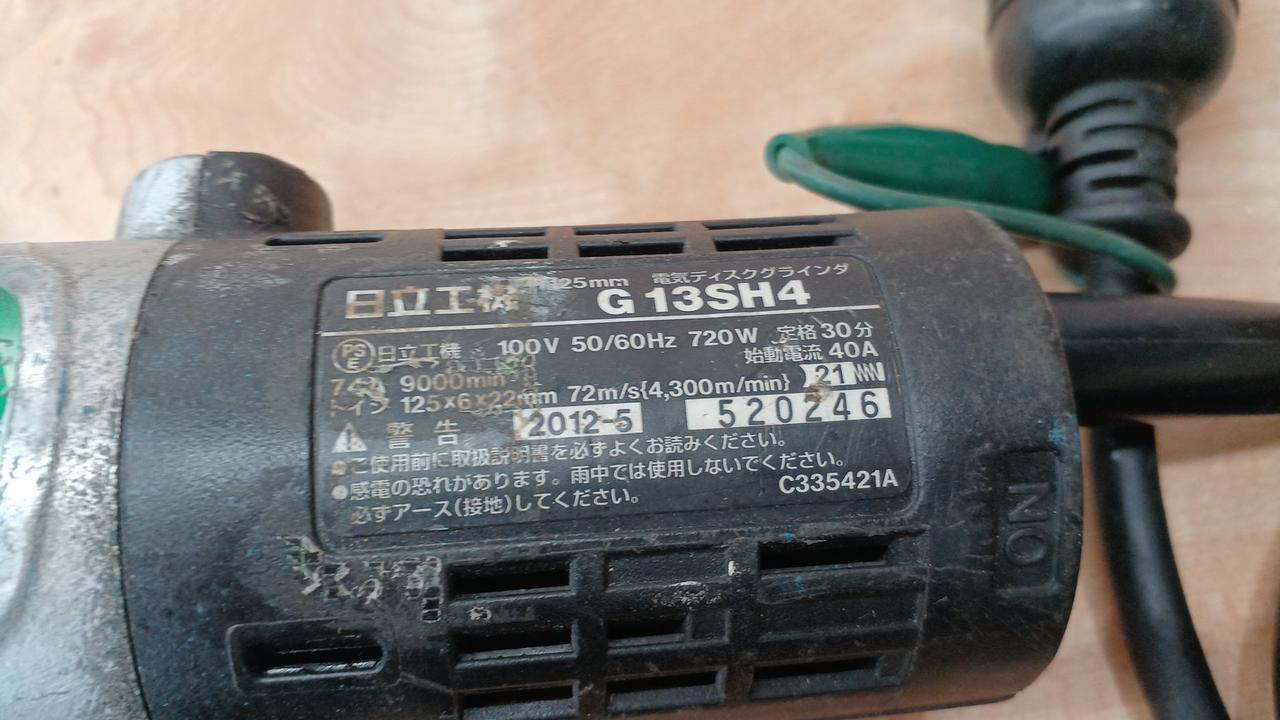 125mm 電気ディスクグラインダ
日立工機 G 13SH4
PS E 日立工機 100V 50/60Hz 720W 定格30分
始動電流 40A
9000min 72m/s{4,300m/min} 21
トイシ 125×6×22mm 2012-5 520246
警告
●ご使用前に取扱説明書を必ずよくお読みください。
●感電の恐れがあります。雨中では使用しないでください。
必ずアース(接地)してください。 C335421A
NO